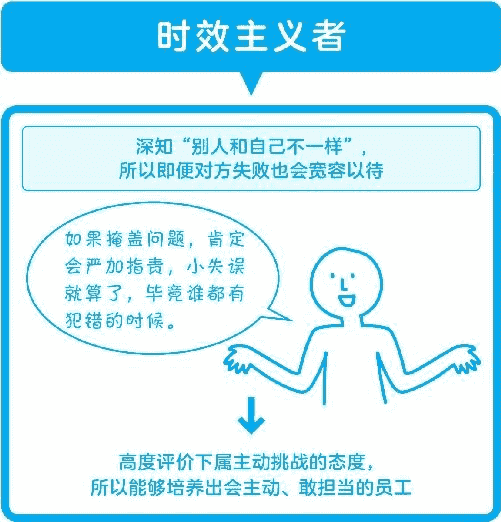 时效主义者
深知“别人和自己不一样”，
所以即便对方失败也会宽容以待
如果掩盖问题，肯定
会严加指贵，小失误
就算了，毕竟谁都有
犯错的时候。
高度评价下属主动挑战的态度，
所以能够培养出会主动、敢担当的员工